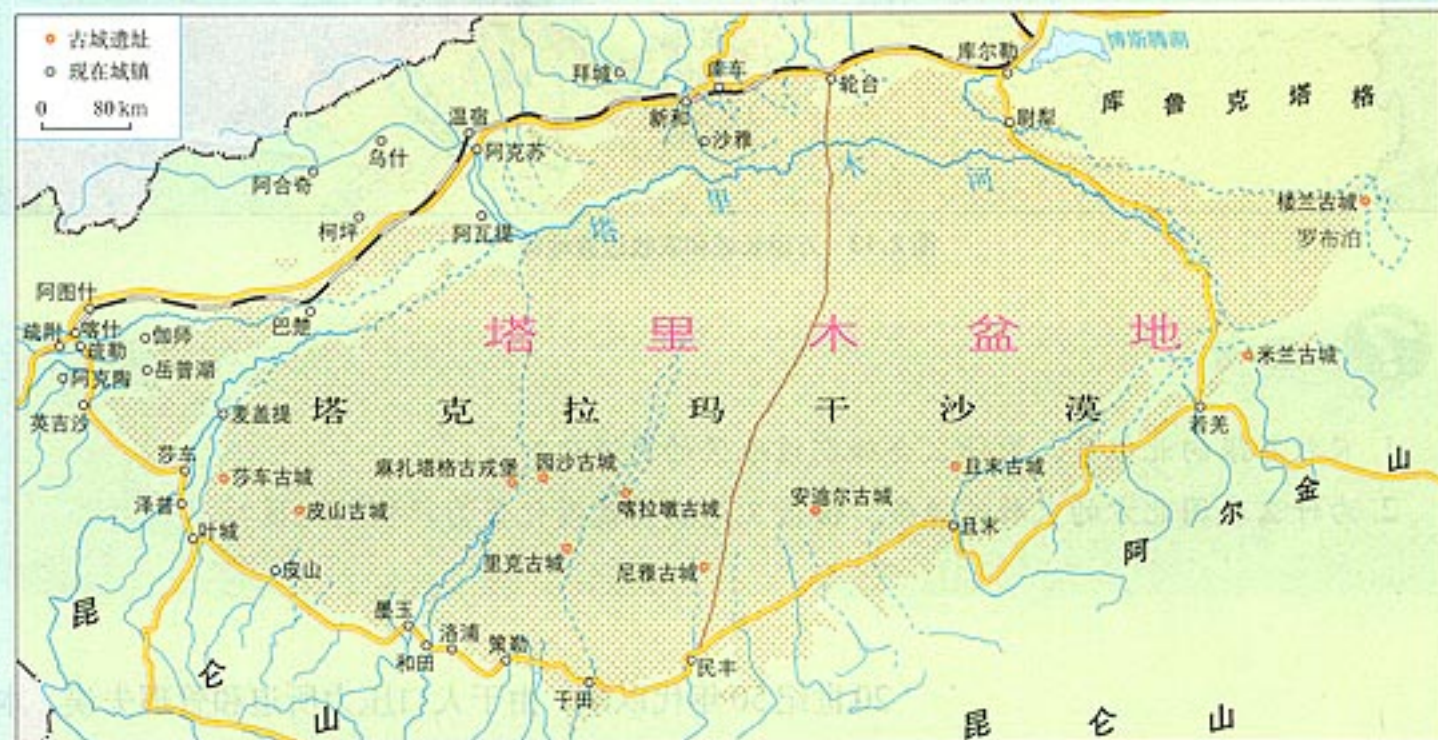 古城遗址
现在城镇
0 80 km
拜城
库车
轮台
库尔勒
博斯腾湖
库鲁克塔格
新和
沙雅
尉犁
温宿
阿克苏
乌什
阿合奇
柯坪
阿瓦提
塔里木河
楼兰古城
罗布泊
阿图什
疏附
喀什
疏勒
伽师
巴楚
阿克陶
岳普湖
英吉沙
麦盖提
塔里木盆地
塔克拉玛干沙漠
米兰古城
若羌
莎车
莎车古城
麻扎塔格古戍堡
圆沙古城
喀拉墩古城
且末古城
安迪尔古城
泽普
皮山古城
叶城
皮山
里克古城
尼雅古城
且末
阿尔金山
墨玉
和田
洛浦
策勒
于田
民丰
昆仑山
昆仑山